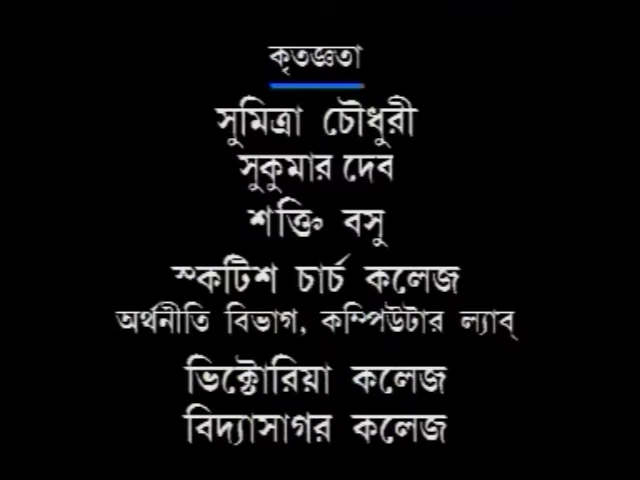 কৃতজ্ঞতা
সুমিত্রা চৌধুরী
সুকুমার দেব
শক্তি বসু
স্কটিশ চার্চ কলেজ
অর্থনীতি বিভাগ, কম্পিউটার ল্যাব্
ভিক্টোরিয়া কলেজ
বিদ্যাসাগর কলেজ